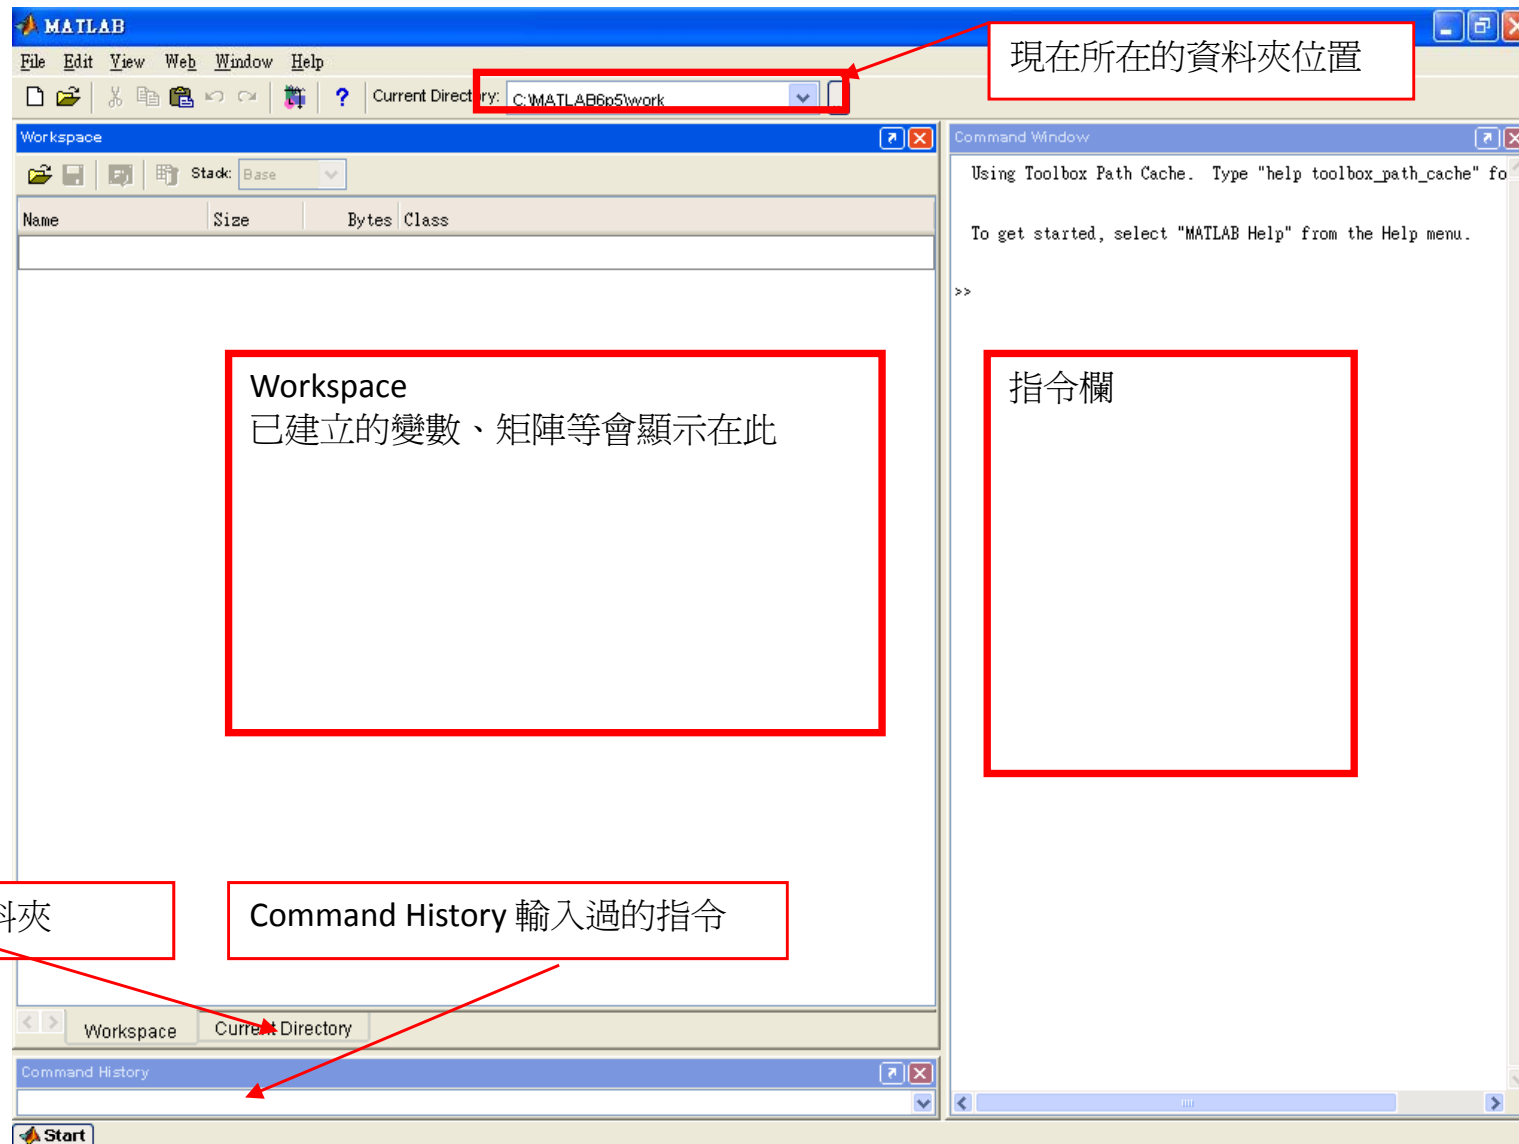 MATLAB
File Edit View Web Window Help
現在所在的資料夾位置
? Current Directory: C:\MATLAB6p5\work
Workspace
Stack: Base
Name Size Bytes Class
Command Window
Using Toolbox Path Cache. Type "help toolbox_path_cache" fo
To get started, select "MATLAB Help" from the Help menu.
>>
Workspace
已建立的變數、矩陣等會顯示在此
指令欄
料夾
Command History 輸入過的指令
Workspace Current Directory
Command History
Start